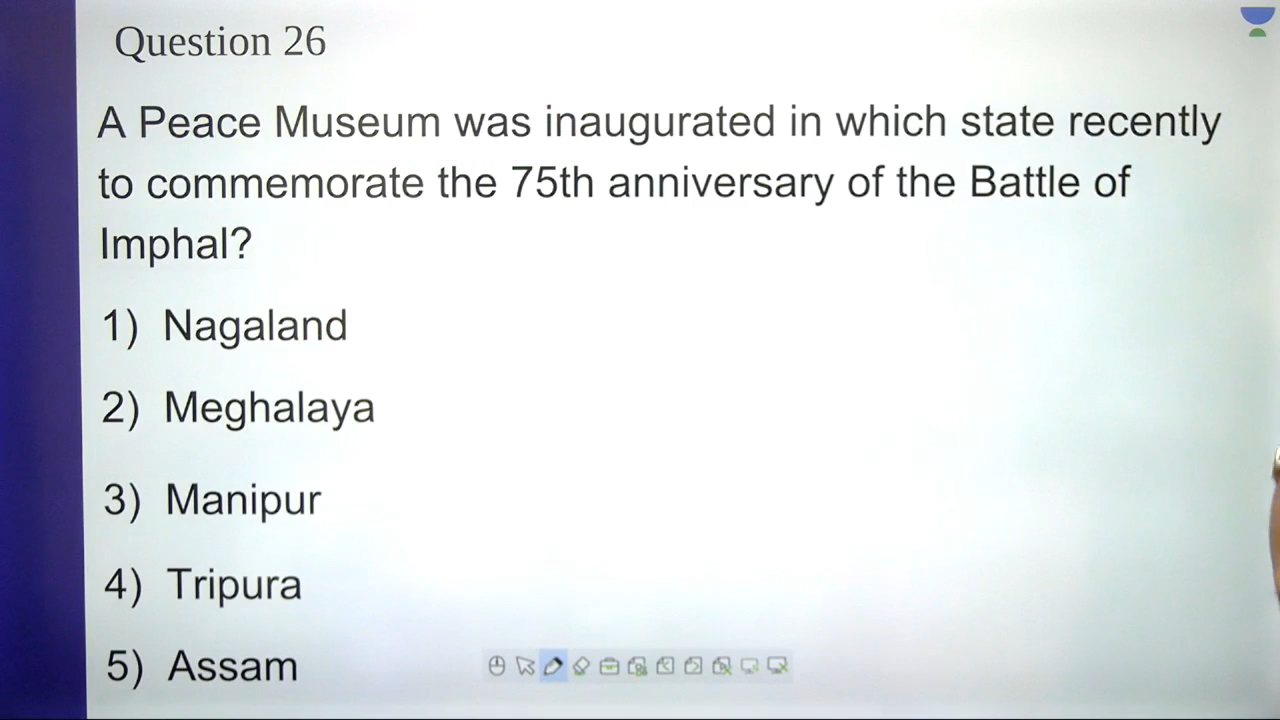 Question 26
A Peace Museum was inaugurated in which state recently
to commemorate the 75th anniversary of the Battle of
Imphal?
1) Nagaland
2) Meghalaya
3) Manipur
4) Tripura
5) Assam